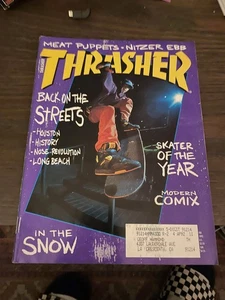 MEAT PUPPETS • NITZER EBB
THRASHER
BACK ON THE
STREETS
- HOUSTON
- HISTORY
- NOSE-REVOLUTION
- LONG BEACH
SKATER
OF THE
YEAR
MODERN
COMIX
IN THE
SNOW